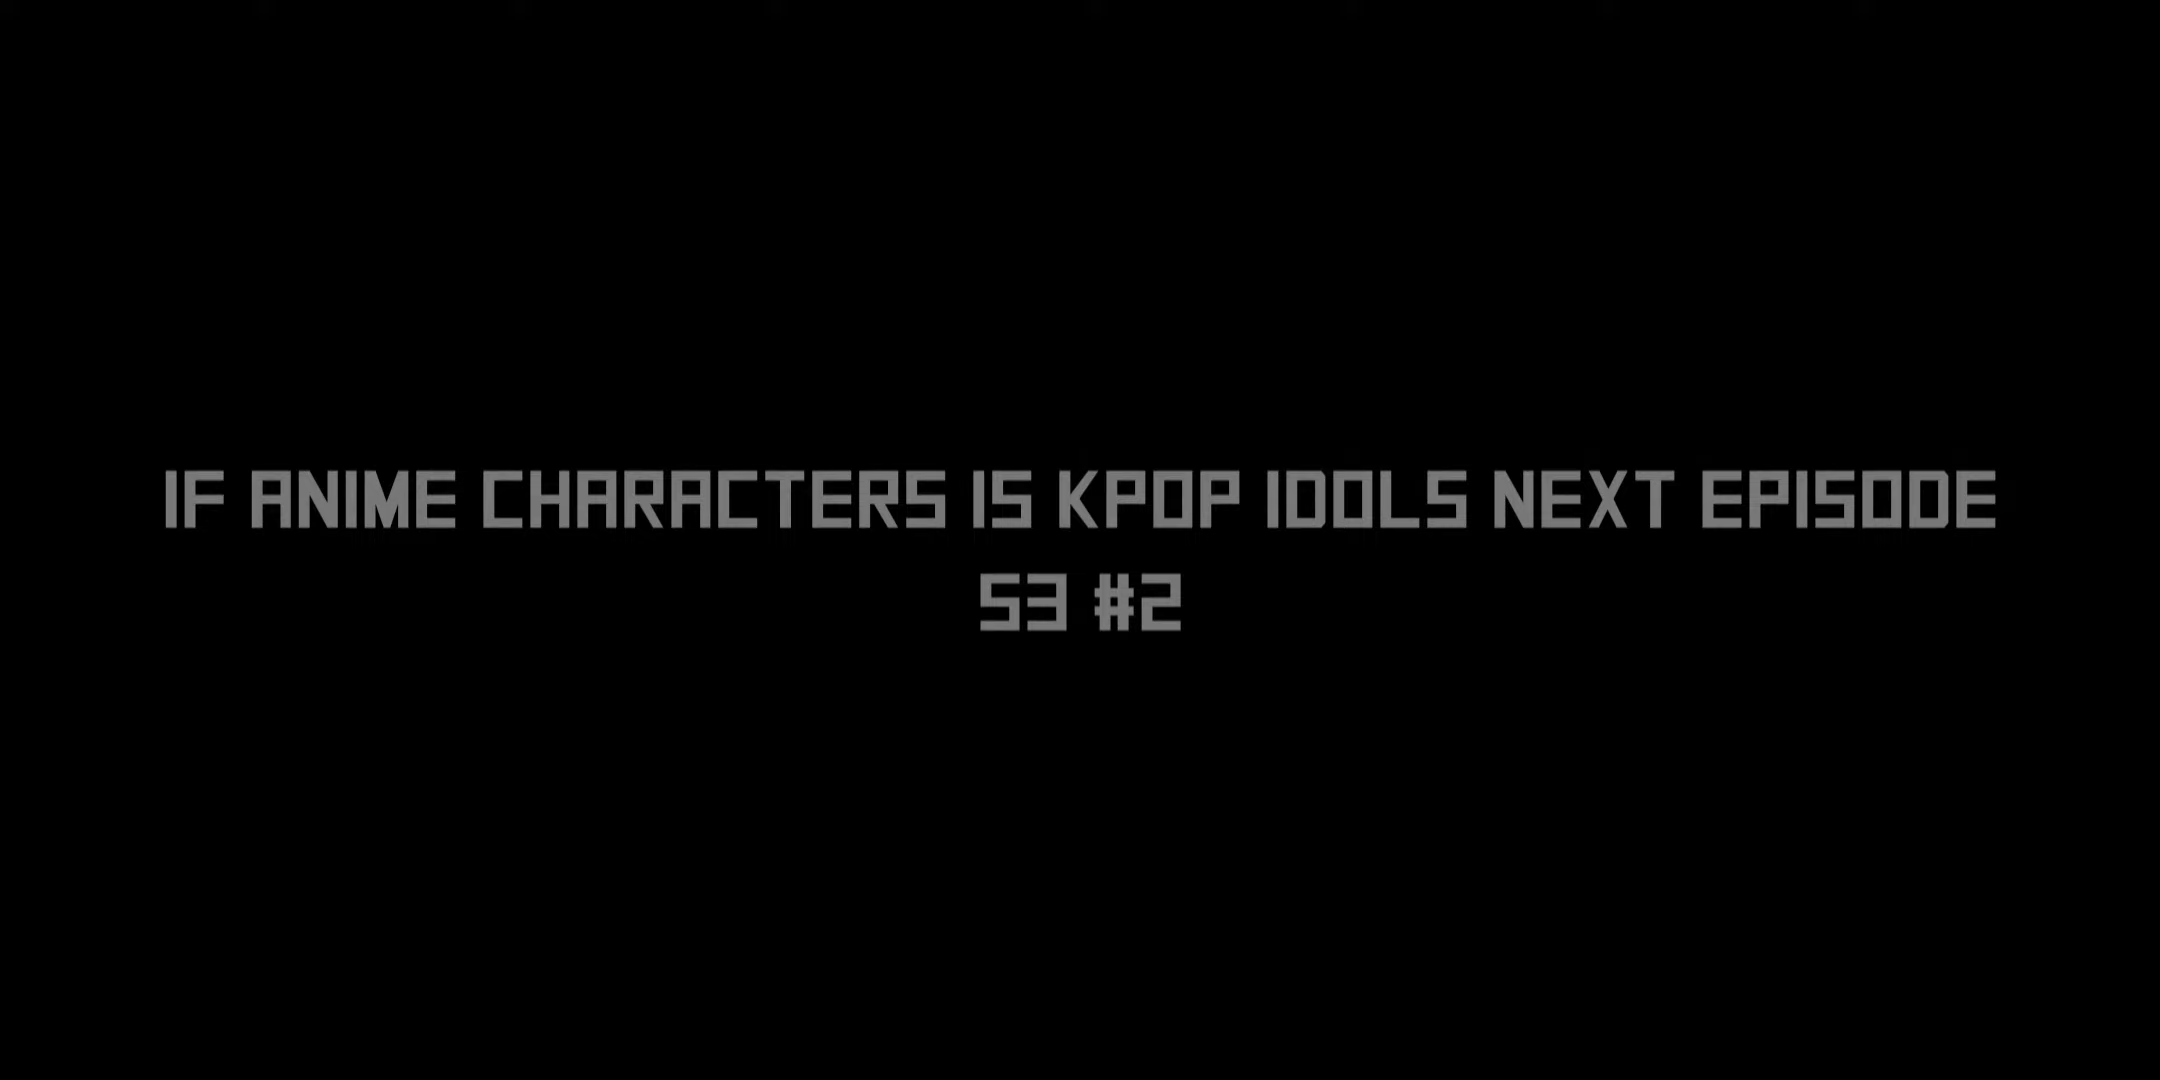 IF ANIME CHARACTERS IS KPOP IDOLS NEXT EPISODE
S3 #2